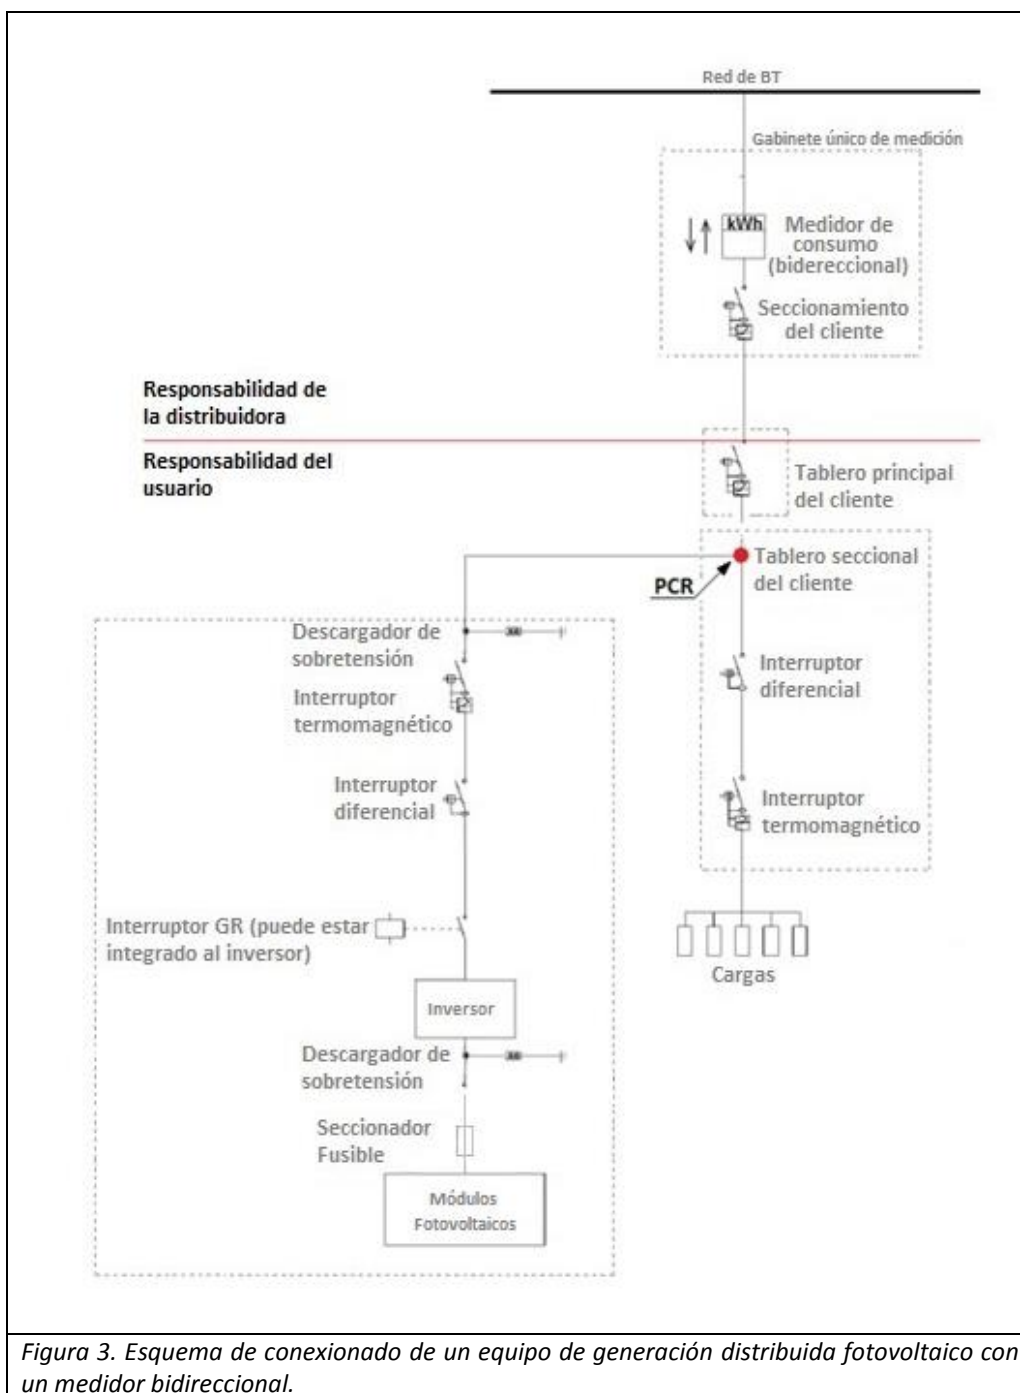 Red de BT
Gabinete único de medición
kWh
Medidor de
consumo
(bidereccional)
Seccionamiento
del cliente
Responsabilidad de
la distribuidora
Responsabilidad del
usuario
Tablero principal
del cliente
Tablero seccional
del cliente
PCR
Descargador de
sobretensión
Interruptor
termomagnético
Interruptor
diferencial
Interruptor
diferencial
Interruptor
termomagnético
Interruptor GR (puede estar
integrado al inversor)
Cargas
Inversor
Descargador de
sobretensión
Seccionador
Fusible
Módulos
Fotovoltaicos
Figura 3. Esquema de conexionado de un equipo de generación distribuida fotovoltaico con
un medidor bidireccional.